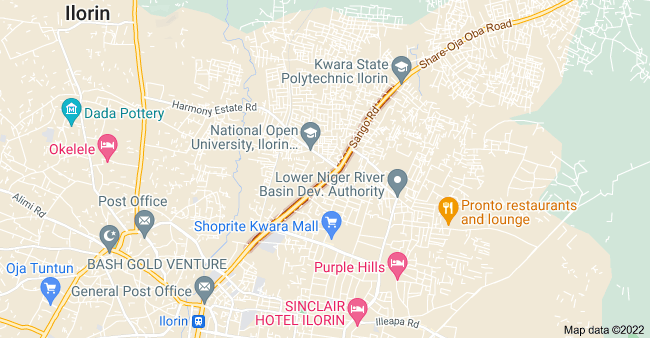 Ilorin
Share-Oja Oba Road
Kwara State
Polytechnic Ilorin
Harmony Estate Rd
Dada Pottery
National Open
University, Ilorin...
Sango Rd
Okelele
Lower Niger River
Basin Dev. Authority
Alimi Rd
Post Office
Pronto restaurants
and lounge
Shoprite Kwara Mall
BASH GOLD VENTURE
Oja Tuntun
Purple Hills
General Post Office
SINCLAIR
HOTEL ILORIN
Ilorin
Illeapa Rd
Map data ©2022